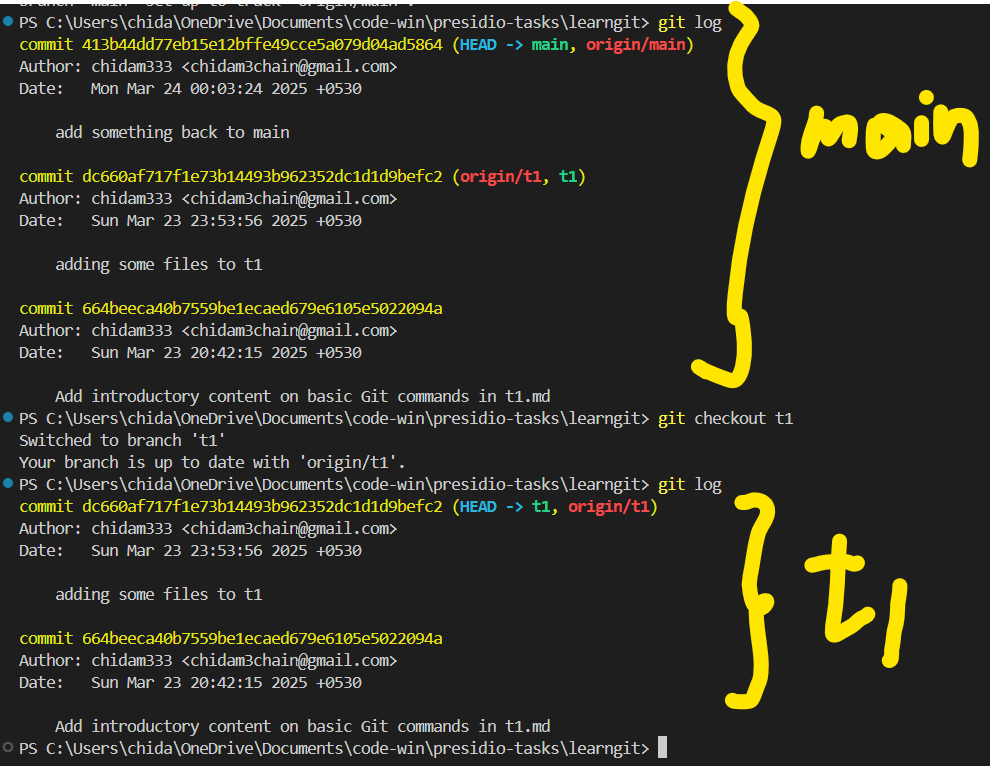 PS C:\Users\chida\OneDrive\Documents\code-win\presidio-tasks\learngit> git log
commit 413b44dd77eb15e12bffe49cce5a079d04ad5864 (HEAD -> main, origin/main)
Author: chidam333 <chidam3chain@gmail.com>
Date:   Mon Mar 24 00:03:24 2025 +0530
add something back to main
main
commit dc660af717f1e73b14493b962352dc1d1d9befc2 (origin/t1, t1)
Author: chidam333 <chidam3chain@gmail.com>
Date:   Sun Mar 23 23:53:56 2025 +0530
adding some files to t1
commit 664beeca40b7559be1ecaed679e6105e5022094a
Author: chidam333 <chidam3chain@gmail.com>
Date:   Sun Mar 23 20:42:15 2025 +0530
Add introductory content on basic Git commands in t1.md
PS C:\Users\chida\OneDrive\Documents\code-win\presidio-tasks\learngit> git checkout t1
Switched to branch 't1'
Your branch is up to date with 'origin/t1'.
PS C:\Users\chida\OneDrive\Documents\code-win\presidio-tasks\learngit> git log
commit dc660af717f1e73b14493b962352dc1d1d9befc2 (HEAD -> t1, origin/t1)
Author: chidam333 <chidam3chain@gmail.com>
Date:   Sun Mar 23 23:53:56 2025 +0530
adding some files to t1
t1
commit 664beeca40b7559be1ecaed679e6105e5022094a
Author: chidam333 <chidam3chain@gmail.com>
Date:   Sun Mar 23 20:42:15 2025 +0530
Add introductory content on basic Git commands in t1.md
PS C:\Users\chida\OneDrive\Documents\code-win\presidio-tasks\learngit>